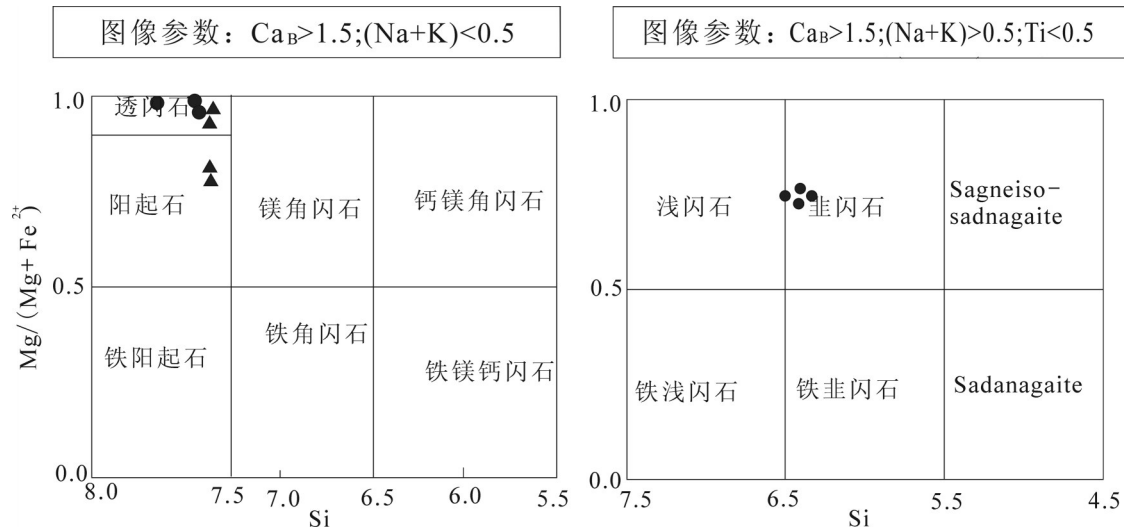 图像参数: CaB>1.5;(Na+K)<0.5
图像参数: CaB>1.5;(Na+K)>0.5;Ti<0.5
Mg/(Mg+Fe2+)
1.0
0.5
0.0
透闪石
阳起石
镁角闪石
钙镁角闪石
铁阳起石
铁角闪石
铁镁钙闪石
8.0
7.5
7.0
6.5
6.0
5.5
Si
1.0
0.5
0.0
浅闪石
韭闪石
Sagneiso-
sadnagaite
铁浅闪石
铁韭闪石
Sadanagaite
7.5
6.5
5.5
4.5
Si